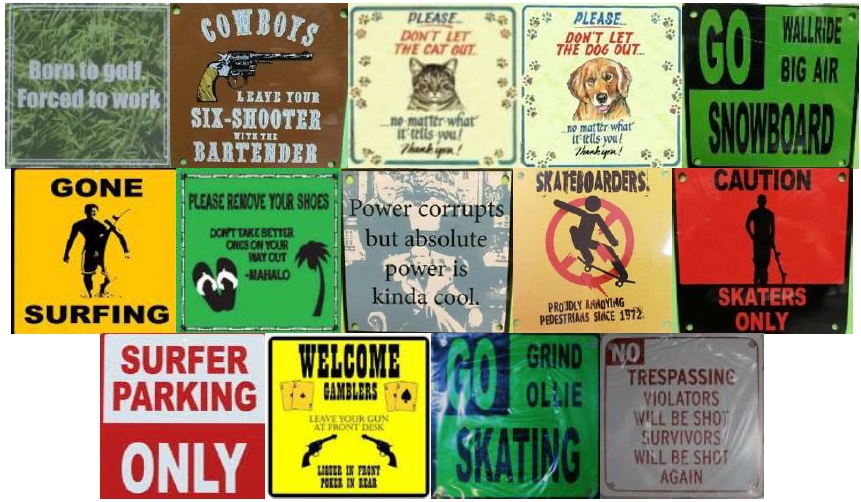 Born to golf.
Forced to work
COWBOYS
LEAVE YOUR
SIX-SHOOTER
WITH THE
BARTENDER
PLEASE...
DON'T LET
THE CAT OUT...
...no matter what
it tells you!
Thank you!
PLEASE...
DON'T LET
THE DOG OUT...
...no matter what
it tells you!
Thank you!
GO
WALLRIDE
BIG AIR
SNOWBOARD
GONE
SURFING
PLEASE REMOVE YOUR SHOES
DON'T TAKE BETTER
ONES ON YOUR
WAY OUT
-MAHALO
Power corrupts
but absolute
power is
kinda cool.
SKATEBOARDERS:
PROUDLY ANNOYING
PEDESTRIANS SINCE 1972.
CAUTION
SKATERS
ONLY
SURFER
PARKING
ONLY
WELCOME
GAMBLERS
LEAVE YOUR GUN
AT FRONT DESK
LIQUER IN FRONT
POKER IN REAR
GO
GRIND
OLLIE
SKATING
NO
TRESPASSING
VIOLATORS
WILL BE SHOT
SURVIVORS
WILL BE SHOT
AGAIN